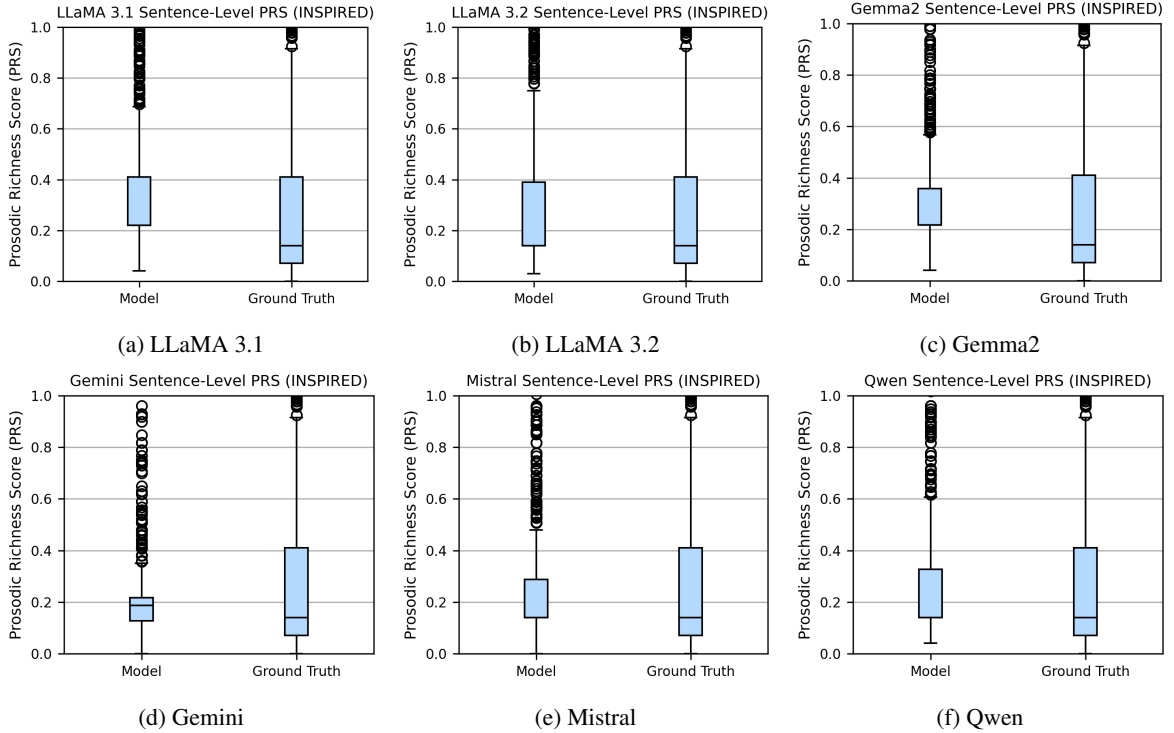 LLaMA 3.1 Sentence-Level PRS (INSPIRED)
Prosodic Richness Score (PRS)
1.0
0.8
0.6
0.4
0.2
0.0
Model
Ground Truth
(a) LLaMA 3.1
LLaMA 3.2 Sentence-Level PRS (INSPIRED)
Prosodic Richness Score (PRS)
1.0
0.8
0.6
0.4
0.2
0.0
Model
Ground Truth
(b) LLaMA 3.2
Gemma2 Sentence-Level PRS (INSPIRED)
Prosodic Richness Score (PRS)
1.0
0.8
0.6
0.4
0.2
0.0
Model
Ground Truth
(c) Gemma2
Gemini Sentence-Level PRS (INSPIRED)
Prosodic Richness Score (PRS)
1.0
0.8
0.6
0.4
0.2
0.0
Model
Ground Truth
(d) Gemini
Mistral Sentence-Level PRS (INSPIRED)
Prosodic Richness Score (PRS)
1.0
0.8
0.6
0.4
0.2
0.0
Model
Ground Truth
(e) Mistral
Qwen Sentence-Level PRS (INSPIRED)
Prosodic Richness Score (PRS)
1.0
0.8
0.6
0.4
0.2
0.0
Model
Ground Truth
(f) Qwen